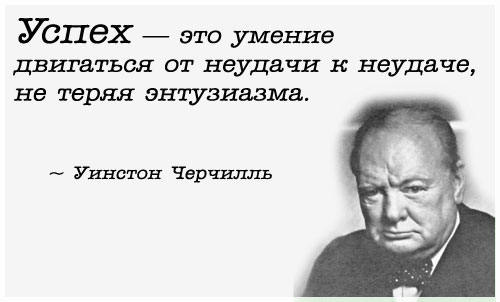 Успех — это умение
двигаться от неудачи к неудаче,
не теряя энтузиазма.
~ Уинстон Черчилль